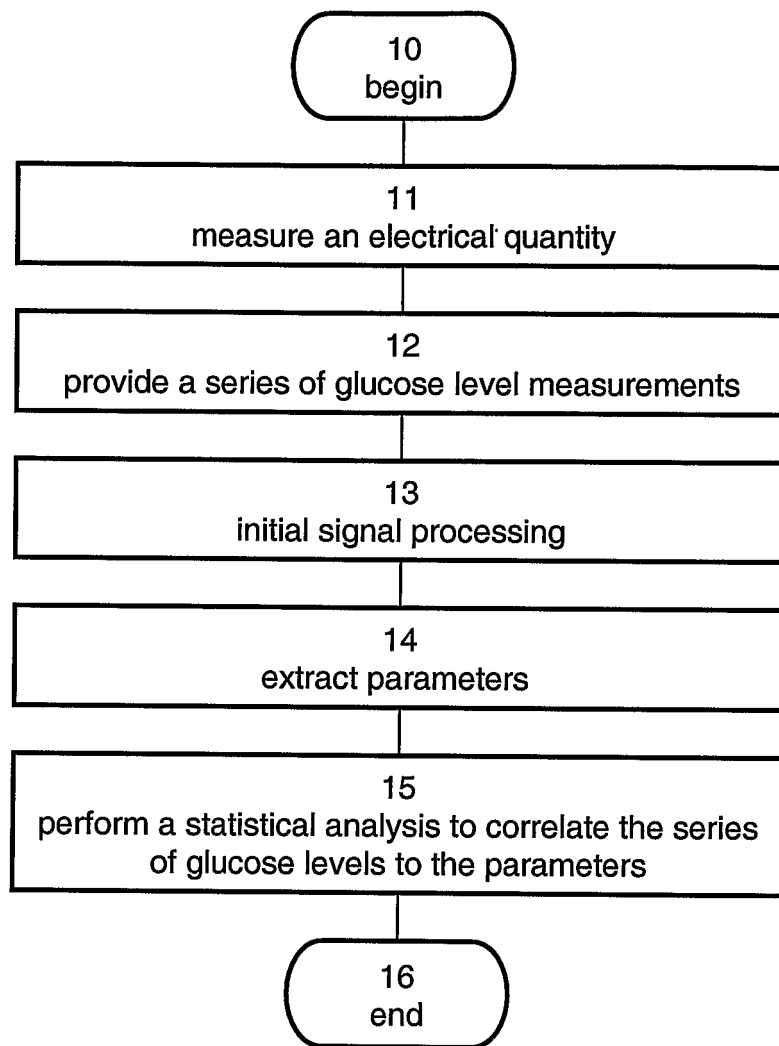 10
begin
11
measure an electrical quantity
12
provide a series of glucose level measurements
13
initial signal processing
14
extract parameters
15
perform a statistical analysis to correlate the series
of glucose levels to the parameters
16
end